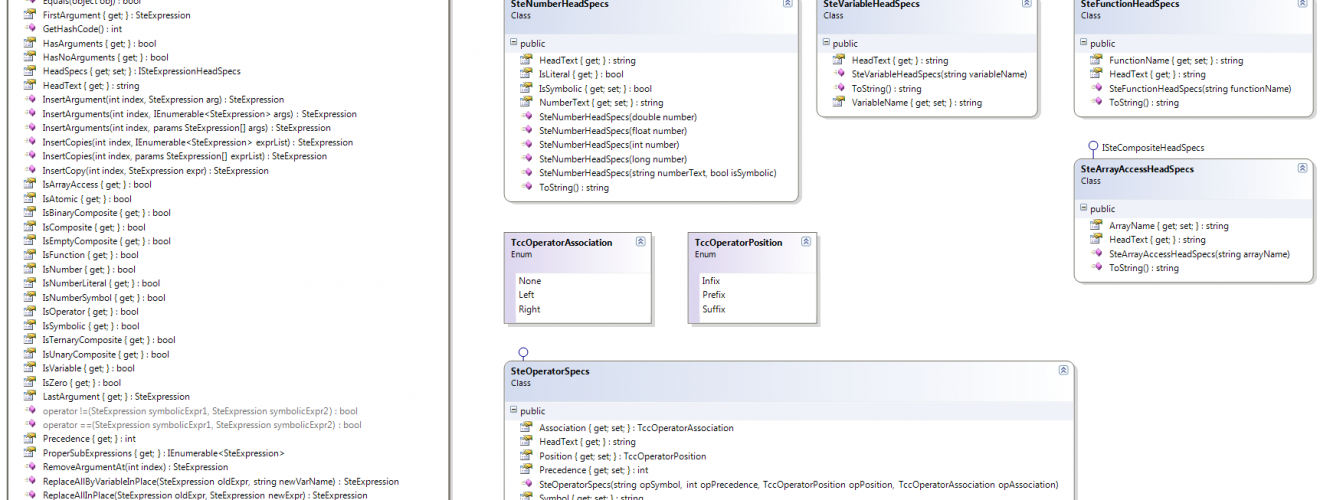 Equals(object obj) : bool
FirstArgument { get; } : SteExpression
GetHashCode() : int
HasArguments { get; } : bool
HasNoArguments { get; } : bool
HeadSpecs { get; set; } : ISteExpressionHeadSpecs
HeadText { get; } : string
InsertArgument(int index, SteExpression arg) : SteExpression
InsertArguments(int index, IEnumerable<SteExpression> args) : SteExpression
InsertArguments(int index, params SteExpression[] args) : SteExpression
InsertCopies(int index, IEnumerable<SteExpression> exprList) : SteExpression
InsertCopies(int index, params SteExpression[] exprList) : SteExpression
InsertCopy(int index, SteExpression expr) : SteExpression
IsArrayAccess { get; } : bool
IsAtomic { get; } : bool
IsBinaryComposite { get; } : bool
IsComposite { get; } : bool
IsEmptyComposite { get; } : bool
IsFunction { get; } : bool
IsNumber { get; } : bool
IsNumberLiteral { get; } : bool
IsNumberSymbol { get; } : bool
IsOperator { get; } : bool
IsSymbolic { get; } : bool
IsTernaryComposite { get; } : bool
IsUnaryComposite { get; } : bool
IsVariable { get; } : bool
IsZero { get; } : bool
LastArgument { get; } : SteExpression
operator !=(SteExpression symbolicExpr1, SteExpression symbolicExpr2) : bool
operator ==(SteExpression symbolicExpr1, SteExpression symbolicExpr2) : bool
Precedence { get; } : int
ProperSubExpressions { get; } : IEnumerable<SteExpression>
RemoveArgumentAt(int index) : SteExpression
ReplaceAllByVariableInPlace(SteExpression oldExpr, string newVarName) : SteExpression
ReplaceAllInPlace(SteExpression oldExpr, SteExpression newExpr) : SteExpression
SteNumberHeadSpecs
Class
public
HeadText { get; } : string
IsLiteral { get; } : bool
IsSymbolic { get; set; } : bool
NumberText { get; set; } : string
SteNumberHeadSpecs(double number)
SteNumberHeadSpecs(float number)
SteNumberHeadSpecs(int number)
SteNumberHeadSpecs(long number)
SteNumberHeadSpecs(string numberText, bool isSymbolic)
ToString() : string
SteVariableHeadSpecs
Class
public
HeadText { get; } : string
SteVariableHeadSpecs(string variableName)
ToString() : string
VariableName { get; set; } : string
SteFunctionHeadSpecs
Class
public
FunctionName { get; set; } : string
HeadText { get; } : string
SteFunctionHeadSpecs(string functionName)
ToString() : string
ISteCompositeHeadSpecs
SteArrayAccessHeadSpecs
Class
public
ArrayName { get; set; } : string
HeadText { get; } : string
SteArrayAccessHeadSpecs(string arrayName)
ToString() : string
TccOperatorAssociation
Enum
None
Left
Right
TccOperatorPosition
Enum
Infix
Prefix
Suffix
SteOperatorSpecs
Class
public
Association { get; set; } : TccOperatorAssociation
HeadText { get; } : string
Position { get; set; } : TccOperatorPosition
Precedence { get; set; } : int
SteOperatorSpecs(string opSymbol, int opPrecedence, TccOperatorPosition opPosition, TccOperatorAssociation opAssociation)
Symbol { get; set; } : string